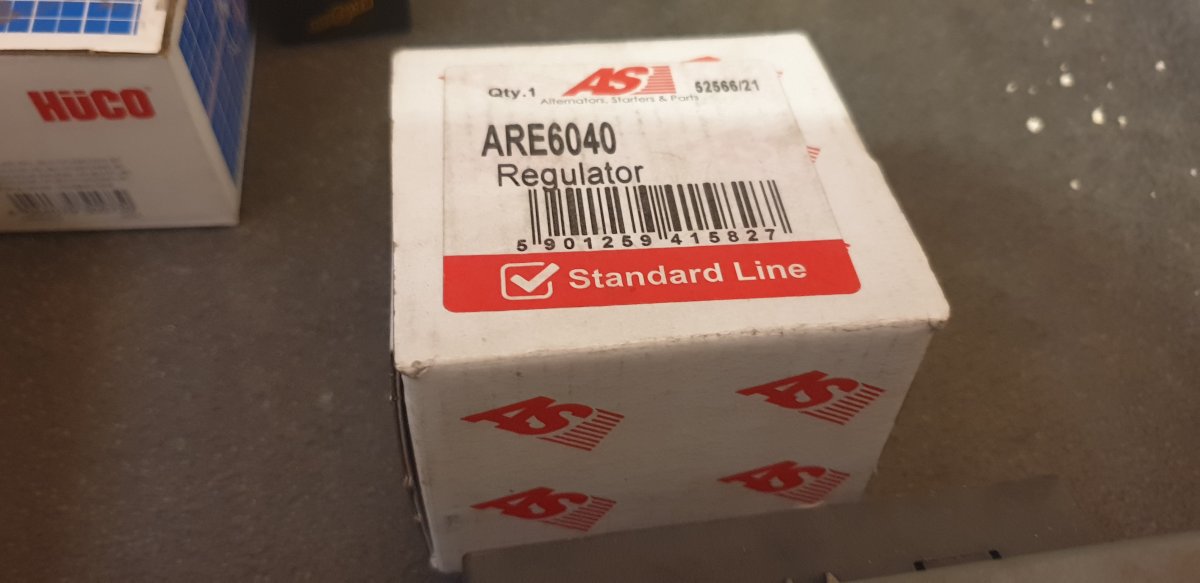 HÜCO
Qty.1
AS
52566/21
Alternators, Starters & Parts
ARE6040
Regulator
5 901259 415827
Standard Line
AS
AS
AS
AS